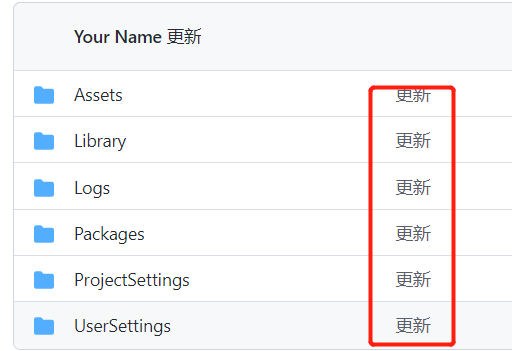 Your Name 更新
Assets 更新
Library 更新
Logs 更新
Packages 更新
ProjectSettings 更新
UserSettings 更新